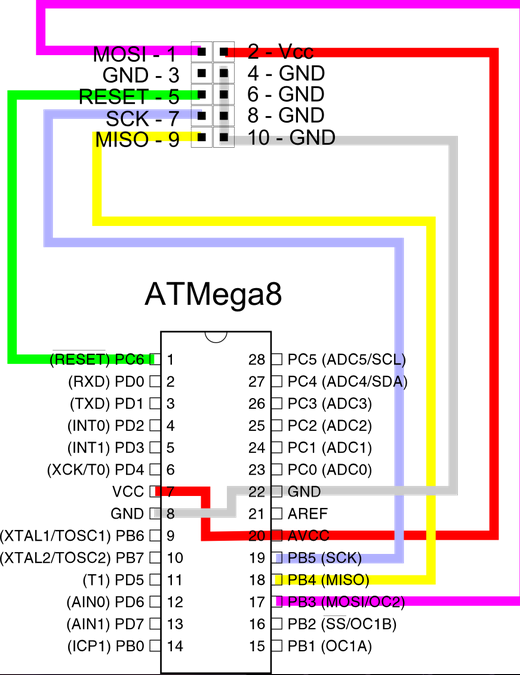 MOSI - 1 2 - Vcc
GND - 3 4 - GND
RESET - 5 6 - GND
SCK - 7 8 - GND
MISO - 9 10 - GND
ATMega8
(RESET) PC6 1 28 PC5 (ADC5/SCL)
(RXD) PD0 2 27 PC4 (ADC4/SDA)
(TXD) PD1 3 26 PC3 (ADC3)
(INT0) PD2 4 25 PC2 (ADC2)
(INT1) PD3 5 24 PC1 (ADC1)
(XCK/T0) PD4 6 23 PC0 (ADC0)
VCC 7 22 GND
GND 8 21 AREF
(XTAL1/TOSC1) PB6 9 20 AVCC
(XTAL2/TOSC2) PB7 10 19 PB5 (SCK)
(T1) PD5 11 18 PB4 (MISO)
(AIN0) PD6 12 17 PB3 (MOSI/OC2)
(AIN1) PD7 13 16 PB2 (SS/OC1B)
(ICP1) PB0 14 15 PB1 (OC1A)